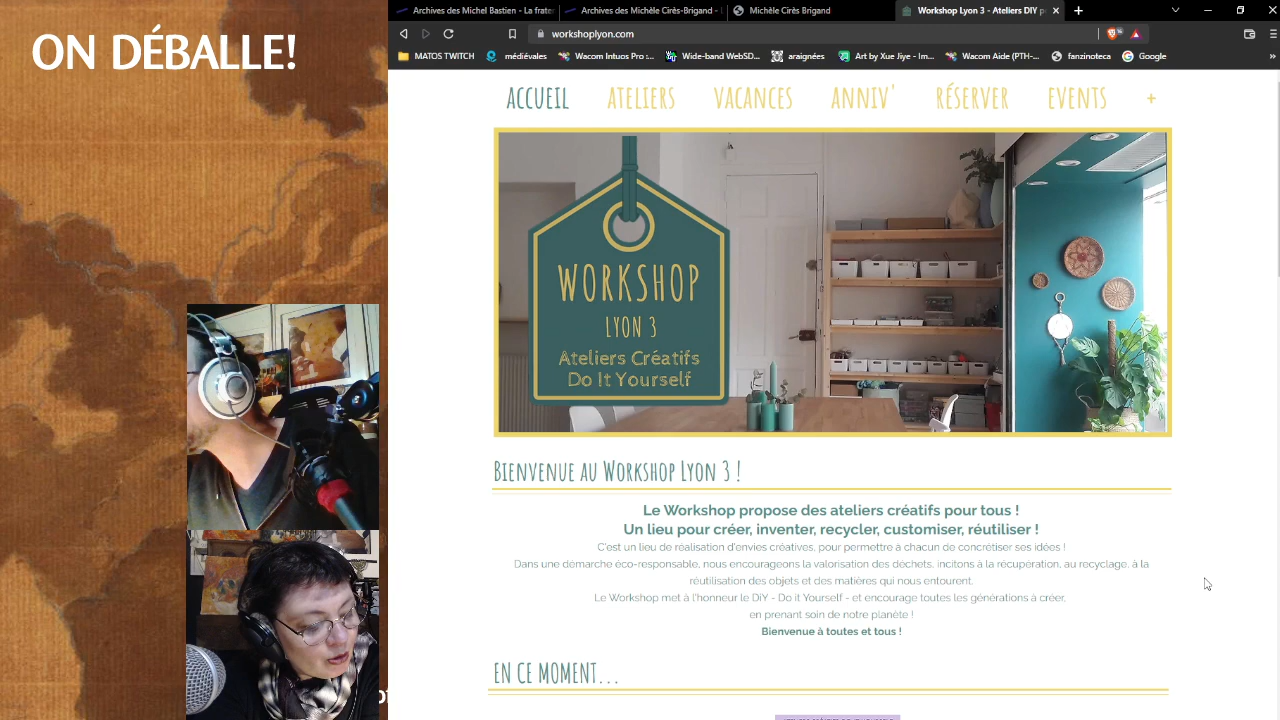 ON DÉBALLE!
Archives des Michel Bastien - La frate
Archives des Michèle Cirès-Brigand - L
Michèle Cirès Brigand
Workshop Lyon 3 - Ateliers DIY p
workshoplyon.com
MATOS TWITCH
médiévales
Wacom Intuos Pro :...
Wide-band WebSD...
araignées
Art by Xue Jiye - Im...
Wacom Aide (PTH-...
fanzinoteca
Google
ACCUEIL
ATELIERS
VACANCES
ANNIV'
RÉSERVER
EVENTS
+
WORKSHOP
LYON 3
Ateliers Créatifs
Do It Yourself
Bienvenue au Workshop Lyon 3 !
Le Workshop propose des ateliers créatifs pour tous !
Un lieu pour créer, inventer, recycler, customiser, réutiliser !
C'est un lieu de réalisation d'envies créatives, pour permettre à chacun de concrétiser ses idées !
Dans une démarche éco-responsable, nous encourageons la valorisation des déchets, incitons à la récupération, au recyclage, à la
réutilisation des objets et des matières qui nous entourent.
Le Workshop met à l'honneur le DiY - Do it Yourself - et encourage toutes les générations à créer,
en prenant soin de notre planète !
Bienvenue à toutes et tous !
EN CE MOMENT...